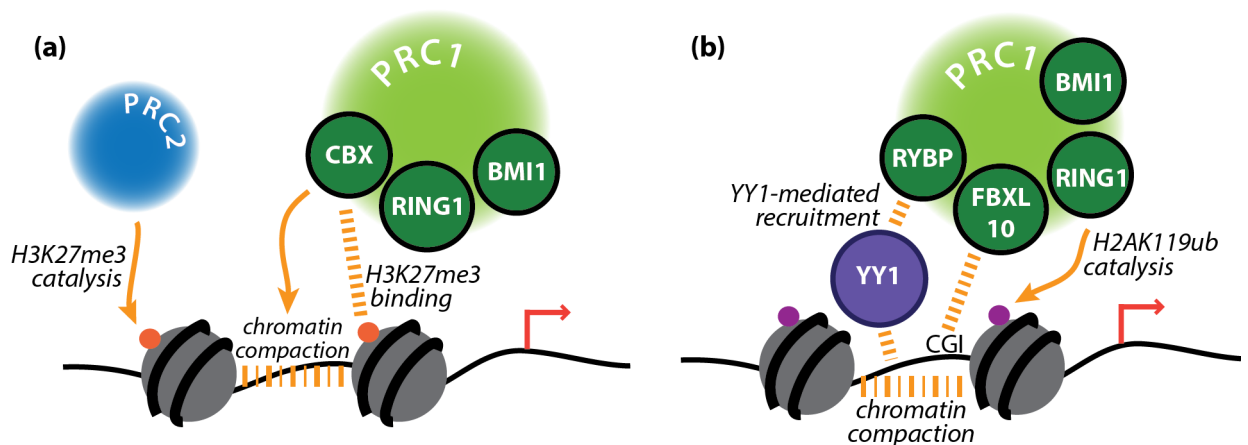 (a)
PRC2
PRC1
CBX
RING1
BMI1
H3K27me3
catalysis
H3K27me3
binding
chromatin
compaction
(b)
PRC1
BMI1
RYBP
RING1
FBXL
10
YY1-mediated
recruitment
YY1
H2AK119ub
catalysis
CGI
chromatin
compaction